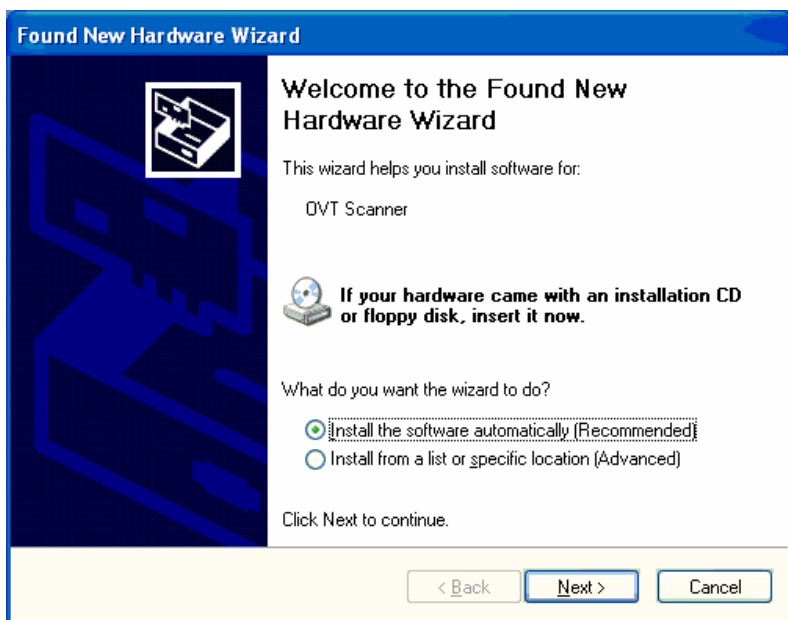 Found New Hardware Wizard
Welcome to the Found New
Hardware Wizard
This wizard helps you install software for:
OVT Scanner
If your hardware came with an installation CD
or floppy disk, insert it now.
What do you want the wizard to do?
Install the software automatically (Recommended)
Install from a list or specific location (Advanced)
Click Next to continue.
< Back Next > Cancel